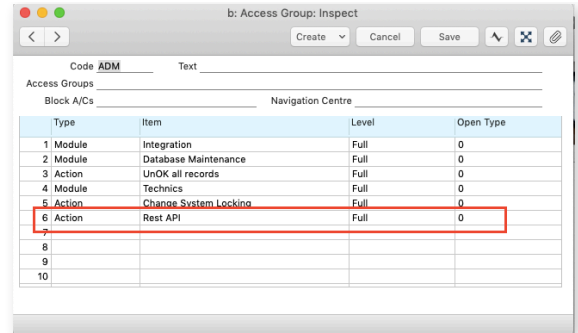 b: Access Group: Inspect
Create Cancel Save
Code ADM Text
Access Groups
Block A/Cs Navigation Centre
Type Item Level Open Type
1 Module Integration Full 0
2 Module Database Maintenance Full 0
3 Action UnOK all records Full 0
4 Module Technics Full 0
5 Action Change System Locking Full 0
6 Action Rest API Full 0
7
8
9
10